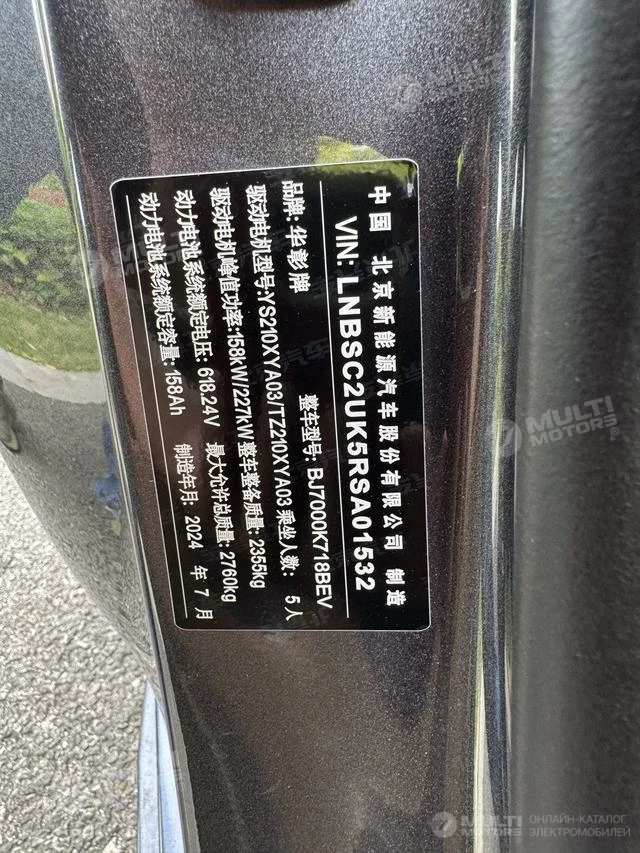 中国 北京新能源汽车股份有限公司 制造
VIN: LNBSC2UK5RSA01532
品牌: 华彰牌 整车型号: BJ7000K718BEV
驱动电机型号:YS210XYA03/TZ210XYA03 乘坐人数: 5 人
驱动电机峰值功率:158kW/227kW 整车整备质量: 2355kg
动力电池系统额定电压: 618.24V 最大允许总质量: 2760kg
动力电池系统额定容量: 158Ah 制造年月: 2024 年 7 月
MULTI
MOTORS®
MULTI
MOTORS
ОНЛАЙН-КАТАЛОГ
ЭЛЕКТРОМОБИЛЕЙ